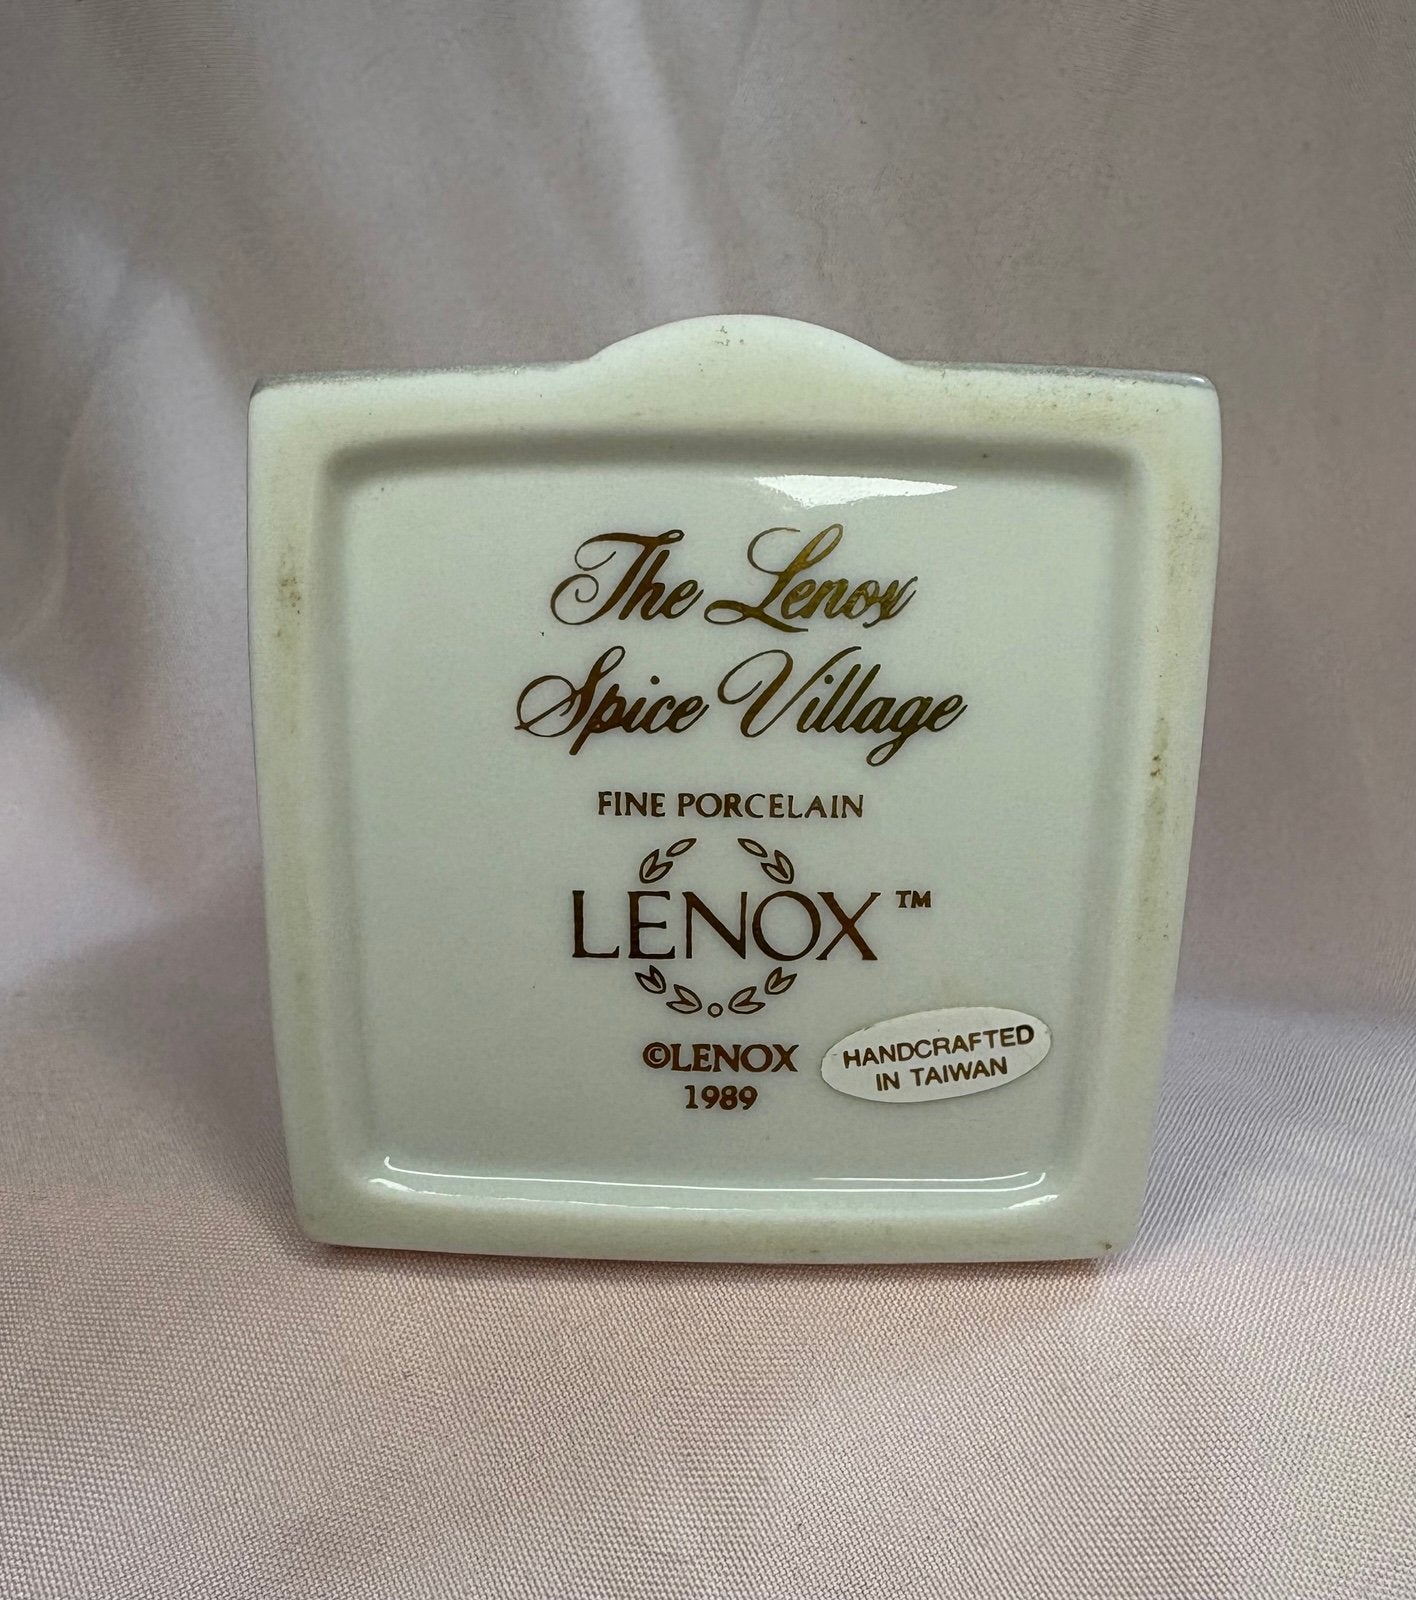 The Lenox
Spice Village
FINE PORCELAIN
LENOX™
©LENOX
1989
HANDCRAFTED
IN TAIWAN